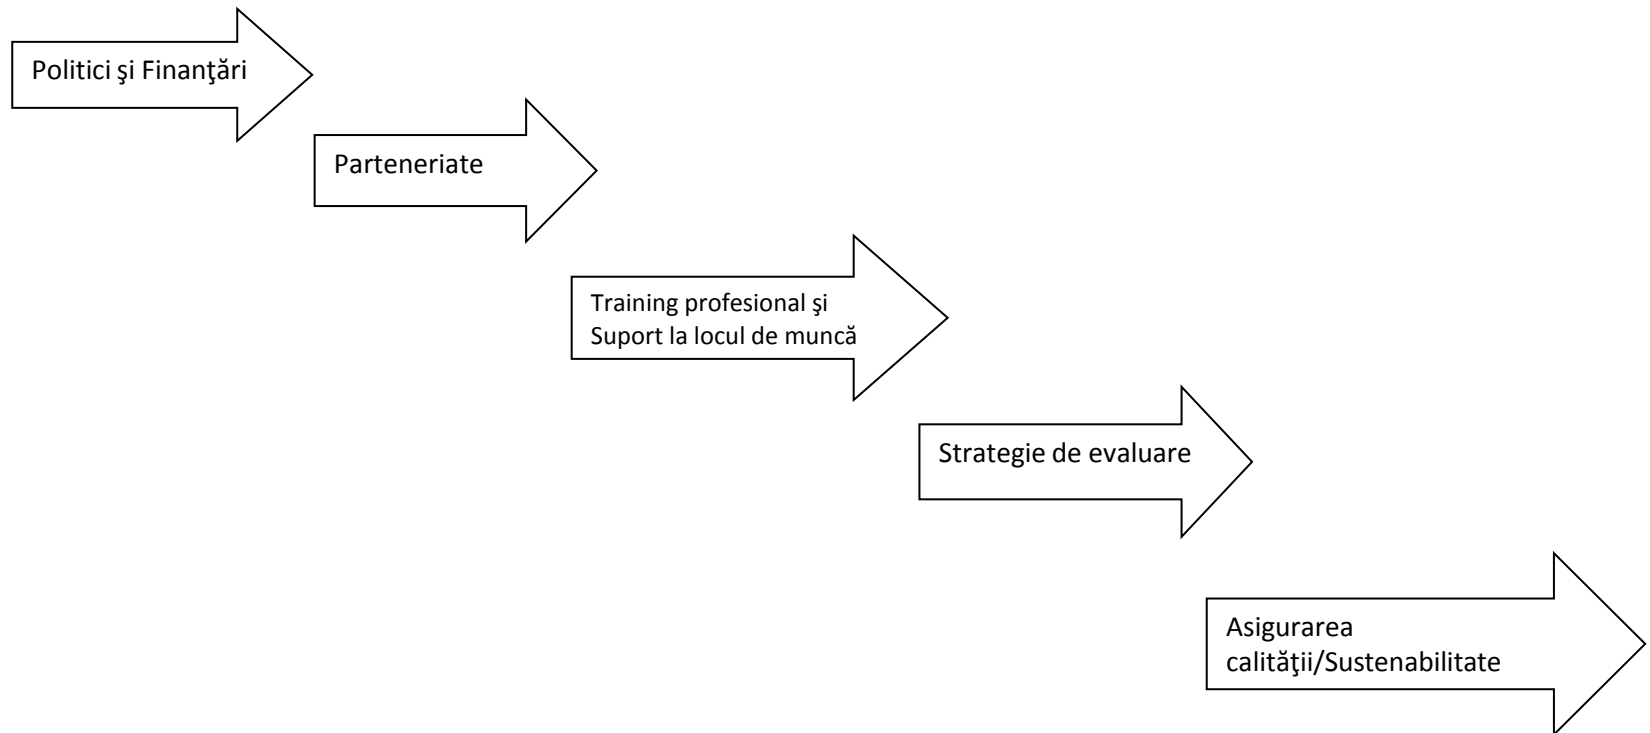 Politici şi Finanţări
Parteneriate
Training profesional şi
Suport la locul de muncă
Strategie de evaluare
Asigurarea
calităţii/Sustenabilitate